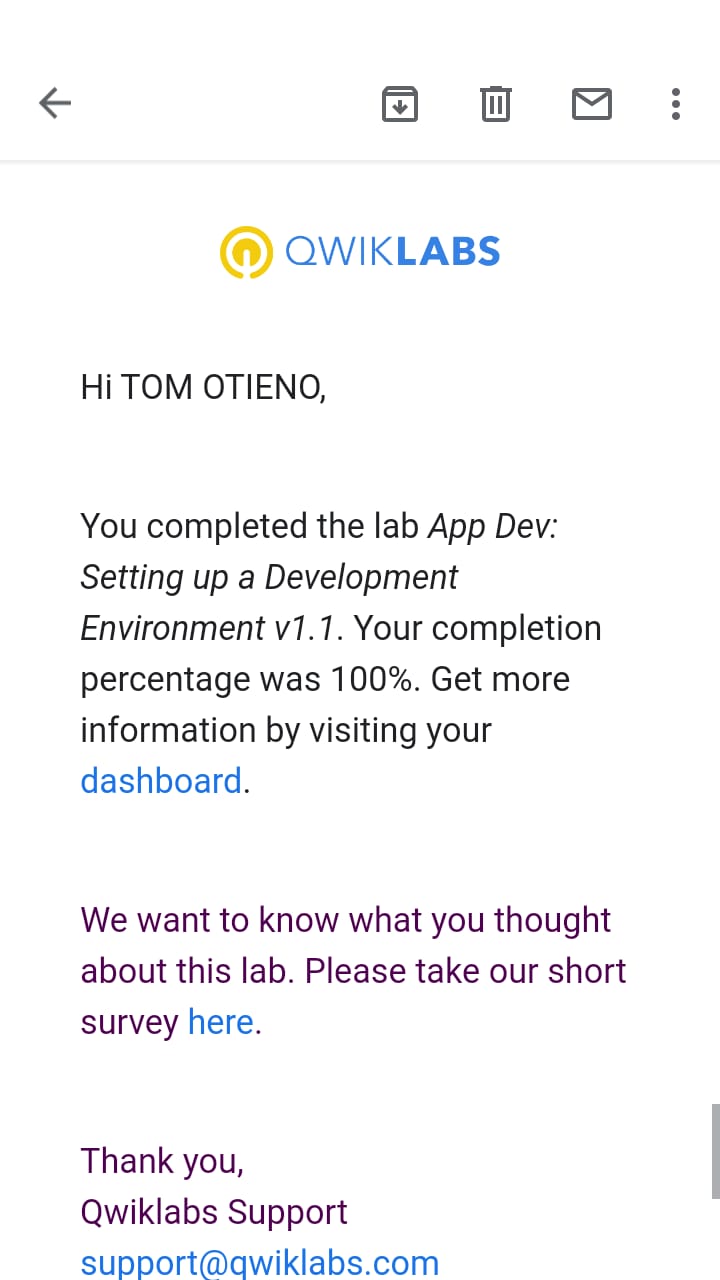 QWIKLABS
Hi TOM OTIENO,
You completed the lab App Dev:
Setting up a Development
Environment v1.1. Your completion
percentage was 100%. Get more
information by visiting your
dashboard.
We want to know what you thought
about this lab. Please take our short
survey here.
Thank you,
Qwiklabs Support
support@qwiklabs.com